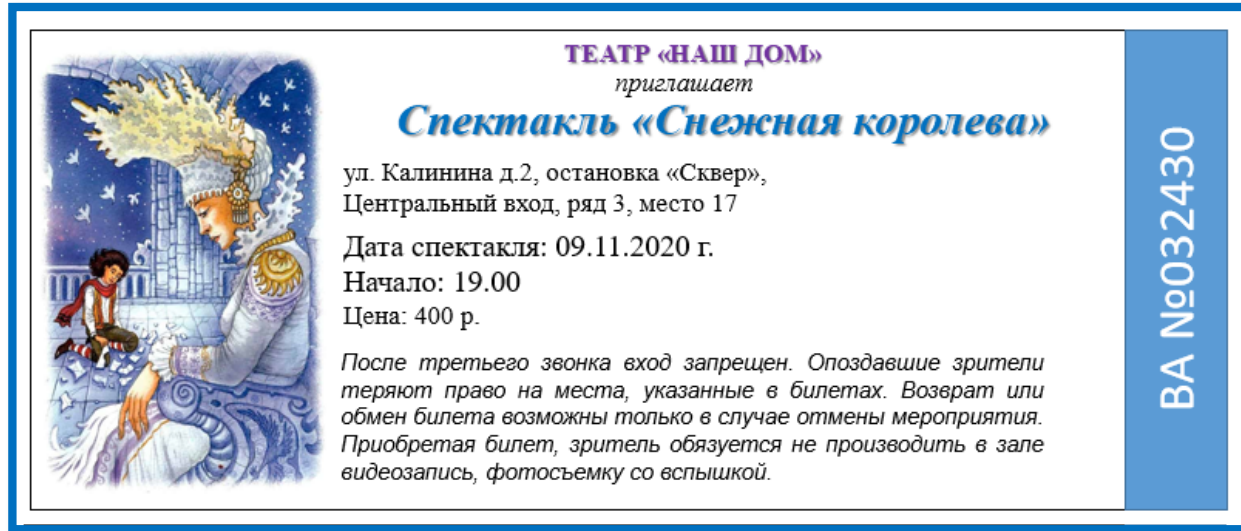 ТЕАТР «НАШ ДОМ»
приглашает
Спектакль «Снежная королева»
ул. Калинина д.2, остановка «Сквер»,
Центральный вход, ряд 3, место 17
Дата спектакля: 09.11.2020 г.
Начало: 19.00
Цена: 400 р.
После третьего звонка вход запрещен. Опоздавшие зрители
теряют право на места, указанные в билетах. Возврат или
обмен билета возможны только в случае отмены мероприятия.
Приобретая билет, зритель обязуется не производить в зале
видеозапись, фотосъемку со вспышкой.
ВА №032430